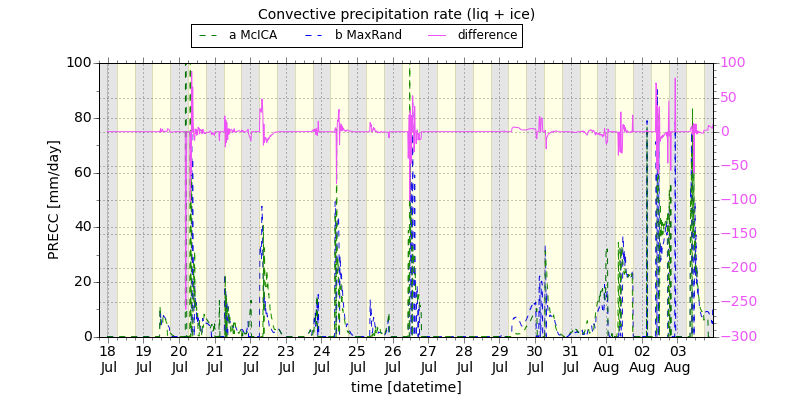 Convective precipitation rate (liq + ice)
a McICA b MaxRand difference
PRECC [mm/day]
100
80
60
40
20
0
100
50
0
−50
−100
−150
−200
−250
−300
18 19 20 21 22 23 24 25 26 27 28 29 30 31 01 02 03
Jul Jul Jul Jul Jul Jul Jul Jul Jul Jul Jul Jul Jul Jul Aug Aug Aug
time [datetime]